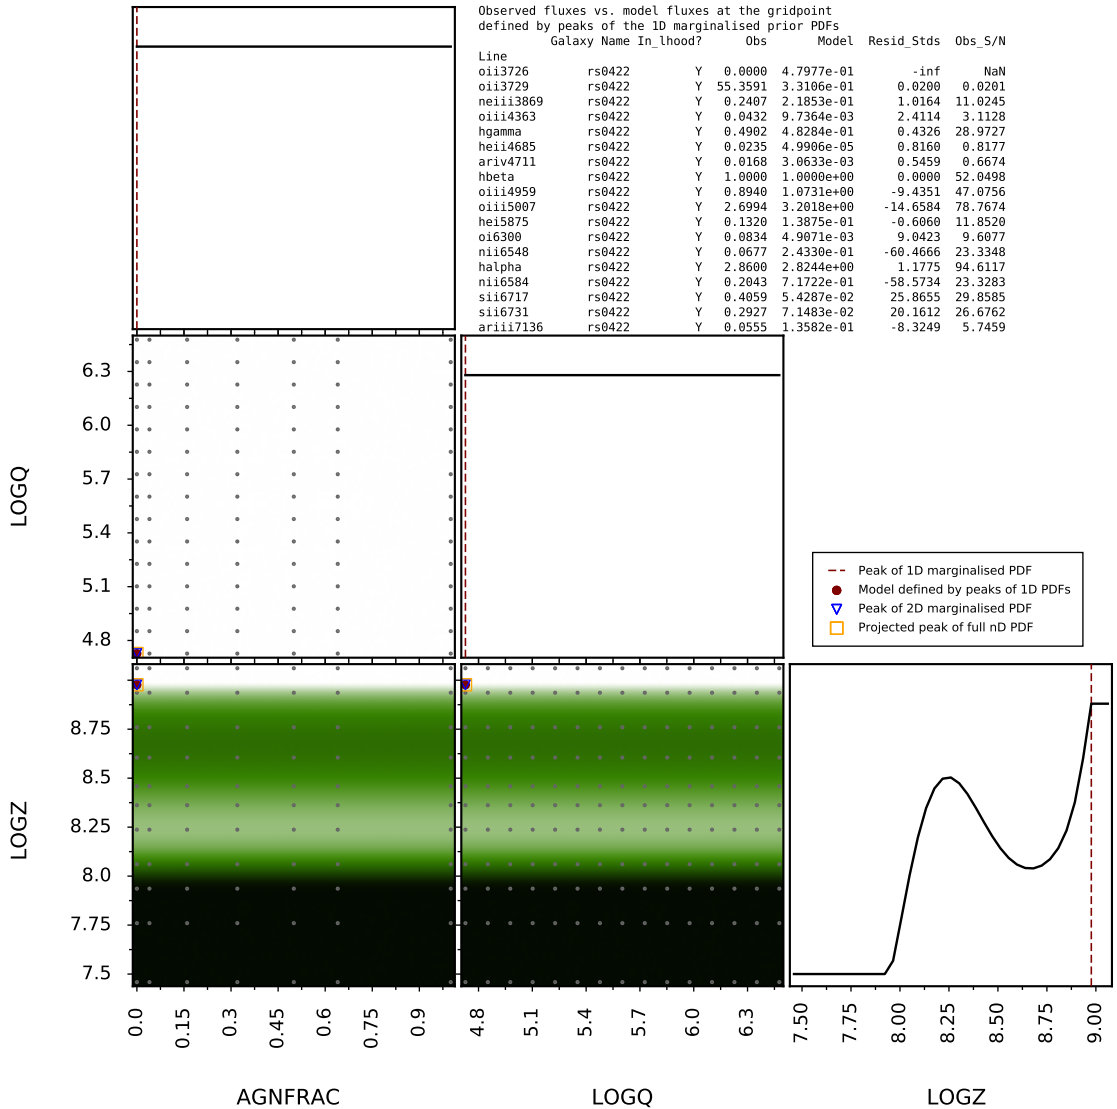 Observed fluxes vs. model fluxes at the gridpoint
defined by peaks of the 1D marginalised prior PDFs
Galaxy Name In_lhood? Obs Model Resid_Stds Obs_S/N
Line
oii3726 rs0422 Y 0.0000 4.7977e-01 -inf NaN
oii3729 rs0422 Y 55.3591 3.3106e-01 0.0200 0.0201
neiii3869 rs0422 Y 0.2407 2.1853e-01 1.0164 11.0245
oiii4363 rs0422 Y 0.0432 9.7364e-03 2.4114 3.1128
hgamma rs0422 Y 0.4902 4.8284e-01 0.4326 28.9727
heii4685 rs0422 Y 0.0235 4.9906e-05 0.8160 0.8177
ariv4711 rs0422 Y 0.0168 3.0633e-03 0.5459 0.6674
hbeta rs0422 Y 1.0000 1.0000e+00 0.0000 52.0498
oiii4959 rs0422 Y 0.8940 1.0731e+00 -9.4351 47.0756
oiii5007 rs0422 Y 2.6994 3.2018e+00 -14.6584 78.7674
hei5875 rs0422 Y 0.1320 1.3875e-01 -0.6060 11.8520
oi6300 rs0422 Y 0.0834 4.9071e-03 9.0423 9.6077
nii6548 rs0422 Y 0.0677 2.4330e-01 -60.4666 23.3348
halpha rs0422 Y 2.8600 2.8244e+00 1.1775 94.6117
nii6584 rs0422 Y 0.2043 7.1722e-01 -58.5734 23.3283
sii6717 rs0422 Y 0.4059 5.4287e-02 25.8655 29.8585
sii6731 rs0422 Y 0.2927 7.1483e-02 20.1612 26.6762
ariii7136 rs0422 Y 0.0555 1.3582e-01 -8.3249 5.7459
6.3
6.0
5.7
5.4
5.1
4.8
LOGQ
Peak of 1D marginalised PDF
Model defined by peaks of 1D PDFs
Peak of 2D marginalised PDF
Projected peak of full nD PDF
8.75
8.5
8.25
8.0
7.75
7.5
LOGZ
0.0 0.15 0.3 0.45 0.6 0.75 0.9
4.8 5.1 5.4 5.7 6.0 6.3
7.50 7.75 8.00 8.25 8.50 8.75 9.00
AGNFRAC
LOGQ
LOGZ